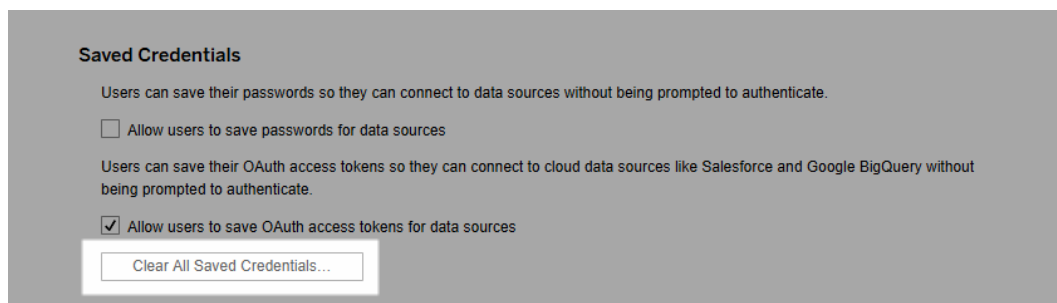 Saved Credentials
Users can save their passwords so they can connect to data sources without being prompted to authenticate.
Allow users to save passwords for data sources
Users can save their OAuth access tokens so they can connect to cloud data sources like Salesforce and Google BigQuery without
being prompted to authenticate.
Allow users to save OAuth access tokens for data sources
Clear All Saved Credentials...